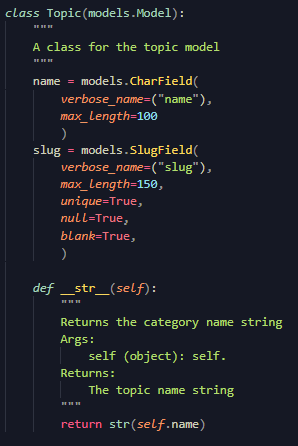 class Topic(models.Model):
    """
    A class for the topic model
    """
    name = models.CharField(
        verbose_name=("name"),
        max_length=100
        )
    slug = models.SlugField(
        verbose_name=("slug"),
        max_length=150,
        unique=True,
        null=True,
        blank=True,
        )

    def __str__(self):
        """
        Returns the category name string
        Args:
            self (object): self.
        Returns:
            The topic name string
        """
        return str(self.name)